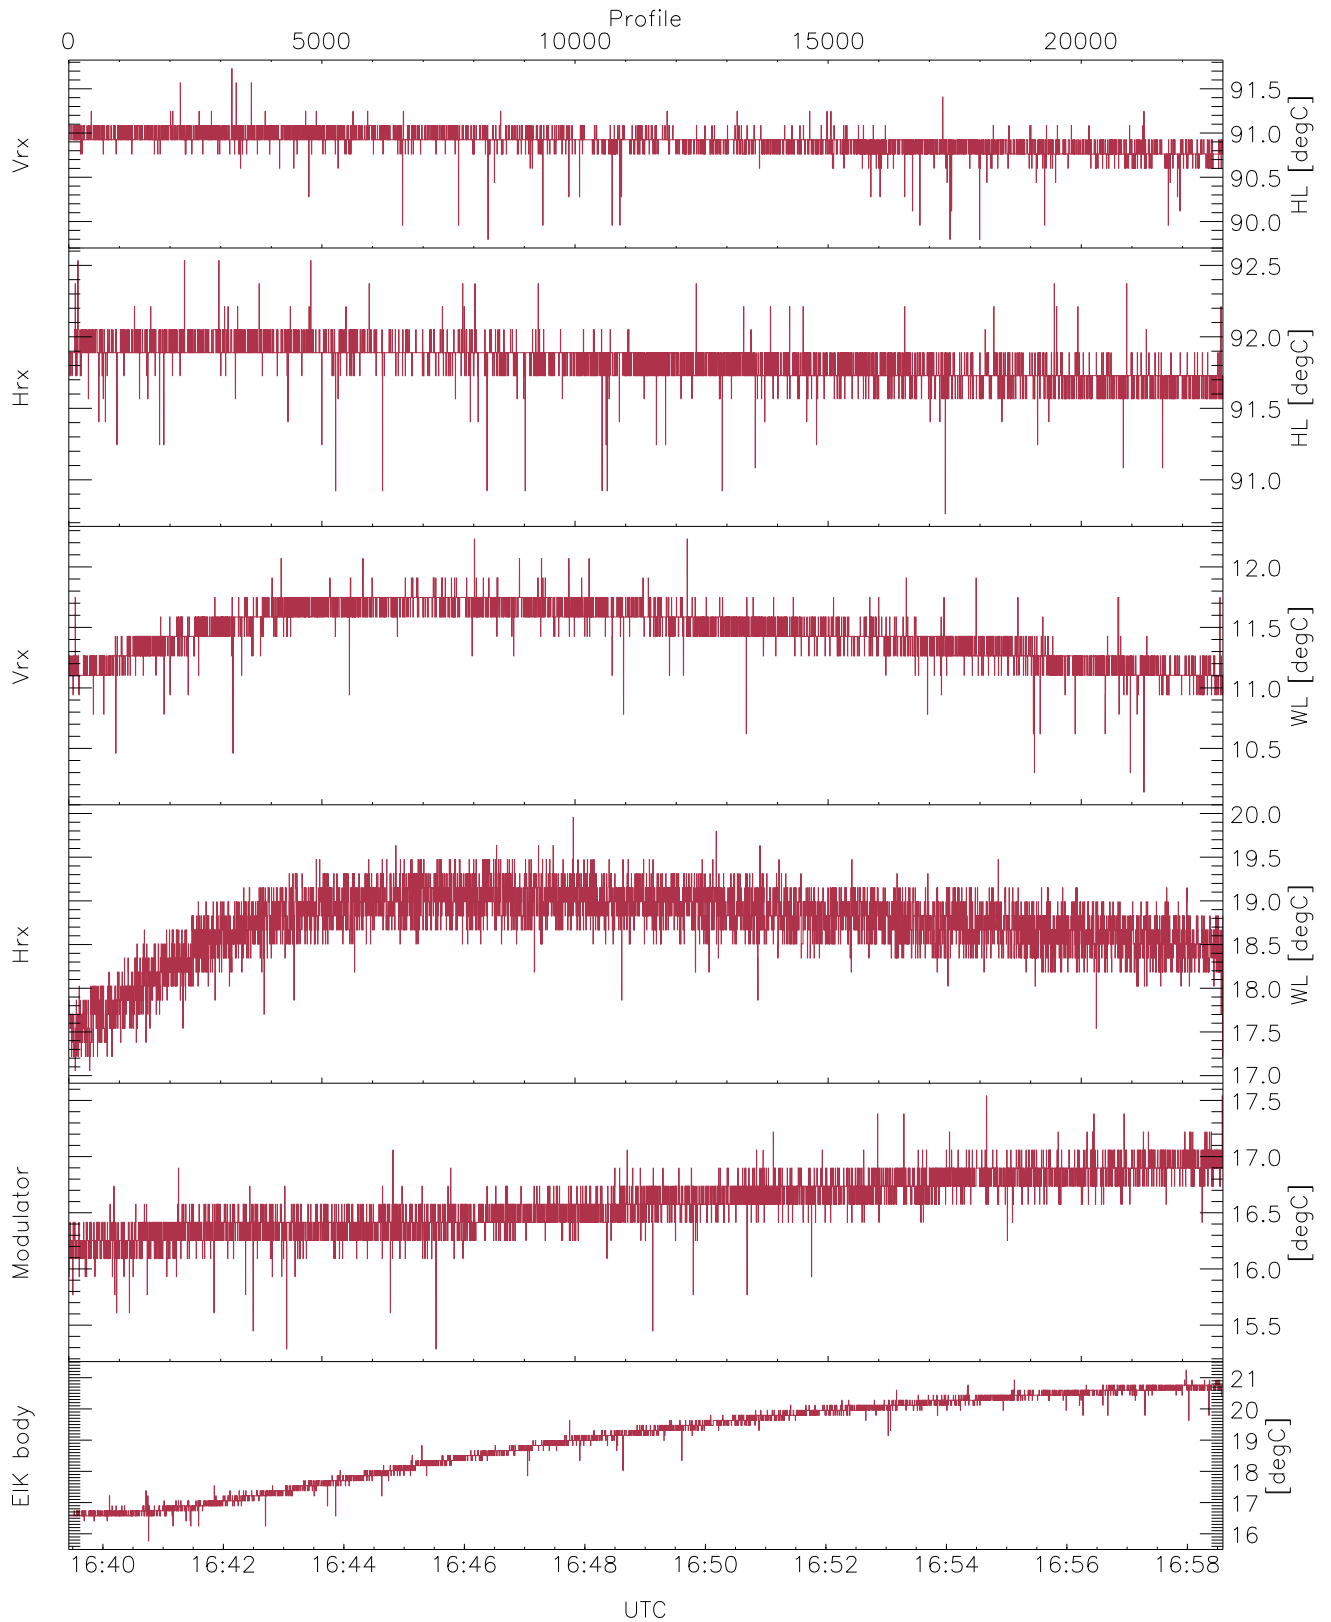 Profile
0 5000 10000 15000 20000
Vrx
91.5
91.0
90.5
90.0
HL [degC]
Hrx
92.5
92.0
91.5
91.0
HL [degC]
Vrx
12.0
11.5
11.0
10.5
WL [degC]
Hrx
20.0
19.5
19.0
18.5
18.0
17.5
17.0
WL [degC]
Modulator
17.5
17.0
16.5
16.0
15.5
[degC]
EIK body
21
20
19
18
17
16
[degC]
16:40 16:42 16:44 16:46 16:48 16:50 16:52 16:54 16:56 16:58
UTC